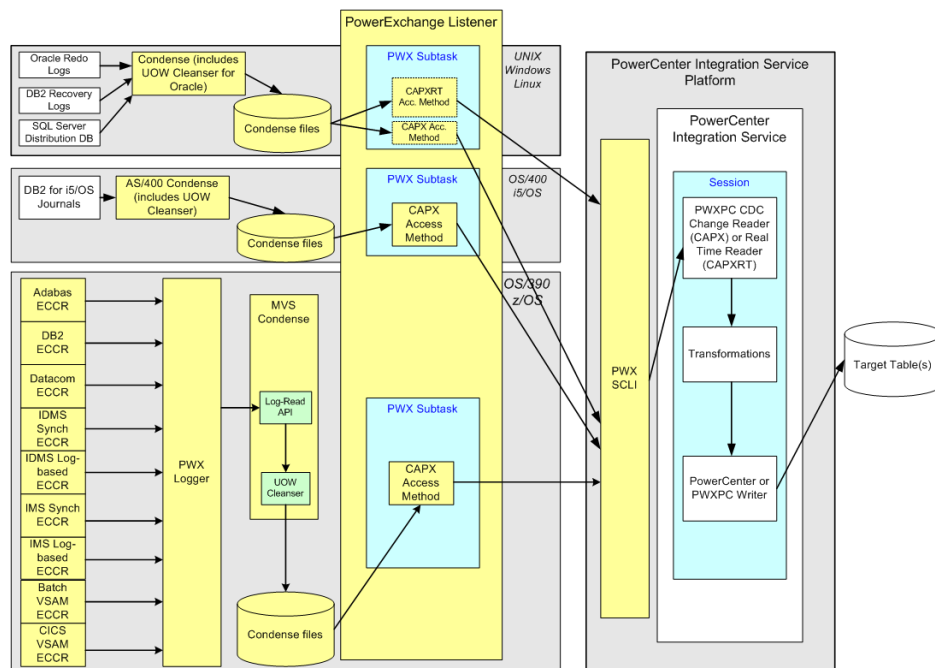 PowerExchange Listener
Oracle Redo
Logs
DB2 Recovery
Logs
SQL Server
Distribution DB
Condense (includes
UOW Cleanser for
Oracle)
Condense files
PWX Subtask
CAPXRT
Acc. Method
CAPX Acc.
Method
UNIX
Windows
Linux
DB2 for i5/OS
Journals
AS/400 Condense
(includes UOW
Cleanser)
Condense files
PWX Subtask
CAPX
Access
Method
OS/400
i5/OS
OS/390
z/OS
Adabas
ECCR
DB2
ECCR
Datacom
ECCR
IDMS
Synch
ECCR
IDMS Log-
based
ECCR
IMS Synch
ECCR
IMS Log-
based
ECCR
Batch
VSAM
ECCR
CICS
VSAM
ECCR
PWX
Logger
MVS
Condense
Log-Read
API
UOW
Cleanser
Condense files
PWX Subtask
CAPX
Access
Method
PowerCenter Integration Service
Platform
PWX
SCLI
PowerCenter
Integration Service
Session
PWXPC CDC
Change Reader
(CAPX) or Real
Time Reader
(CAPXRT)
Transformations
PowerCenter or
PWXPC Writer
Target Table(s)